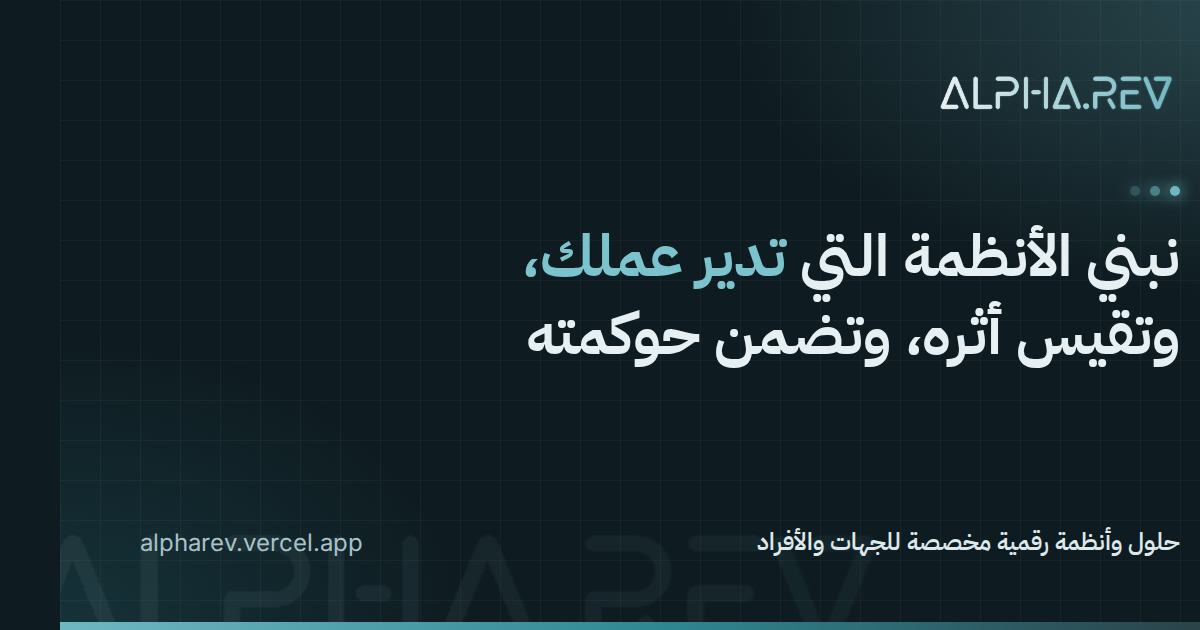 ALPHA.REV
نبني الأنظمة التي تدير عملك،
وتقيس أثره، وتضمن حوكمته
حلول وأنظمة رقمية مخصصة للجهات والأفراد
alpharev.vercel.app
ALPHA.REV